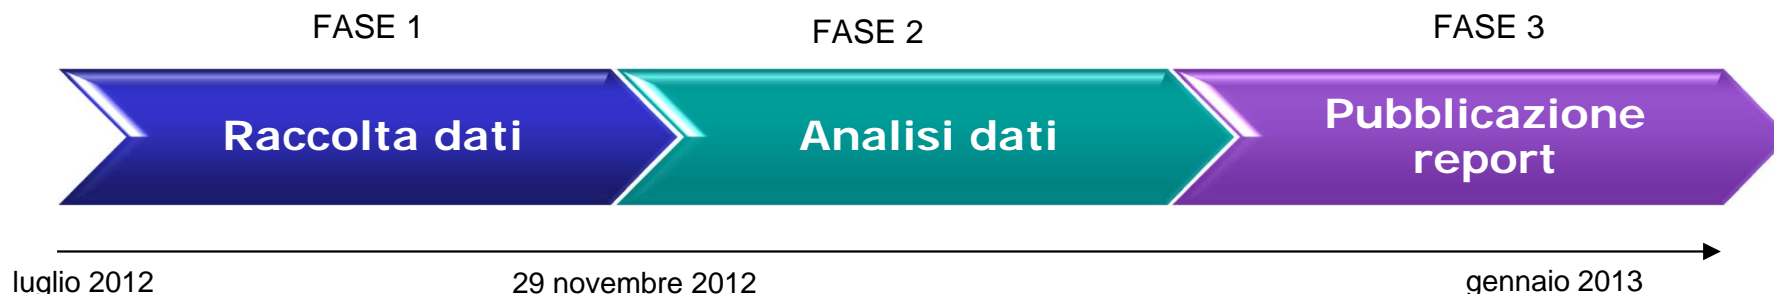 FASE 1
FASE 2
FASE 3
Raccolta dati
Analisi dati
Pubblicazione
report
luglio 2012
29 novembre 2012
gennaio 2013